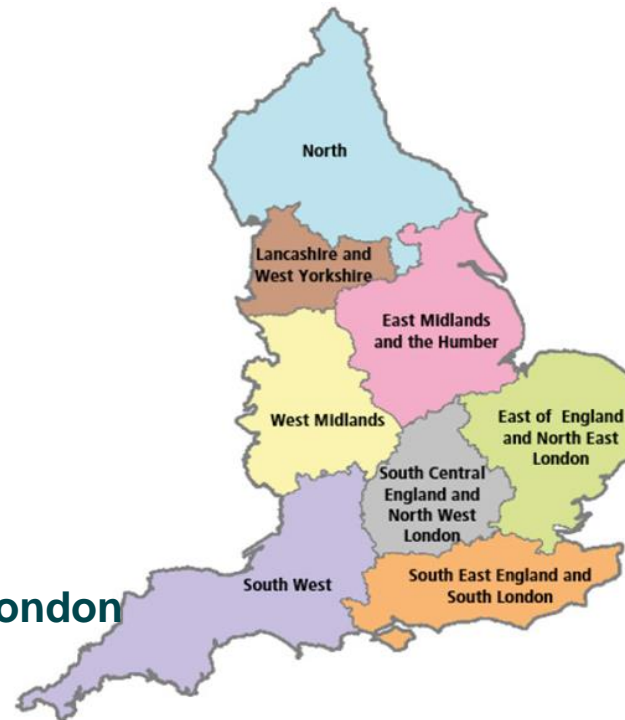 North
Lancashire and
West Yorkshire
East Midlands
and the Humber
West Midlands
East of England
and North East
London
South Central
England and
North West
London
South West
South East England and
South London
ondon